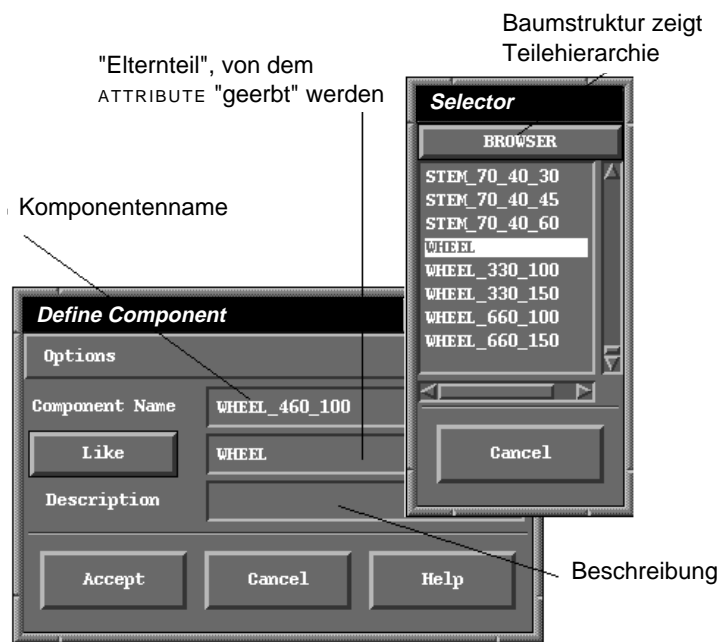 Baumstruktur zeigt
Teilehierarchie
"Elternteil", von dem
ATTRIBUTE "geerbt" werden
Selector
BROWSER
STEM_70_40_30
STEM_70_40_45
STEM_70_40_60
WHEEL
WHEEL_330_100
WHEEL_330_150
WHEEL_660_100
WHEEL_660_150
Cancel
Komponentenname
Define Component
Options
Component Name WHEEL_460_100
Like WHEEL
Description
Beschreibung
Accept Cancel Help